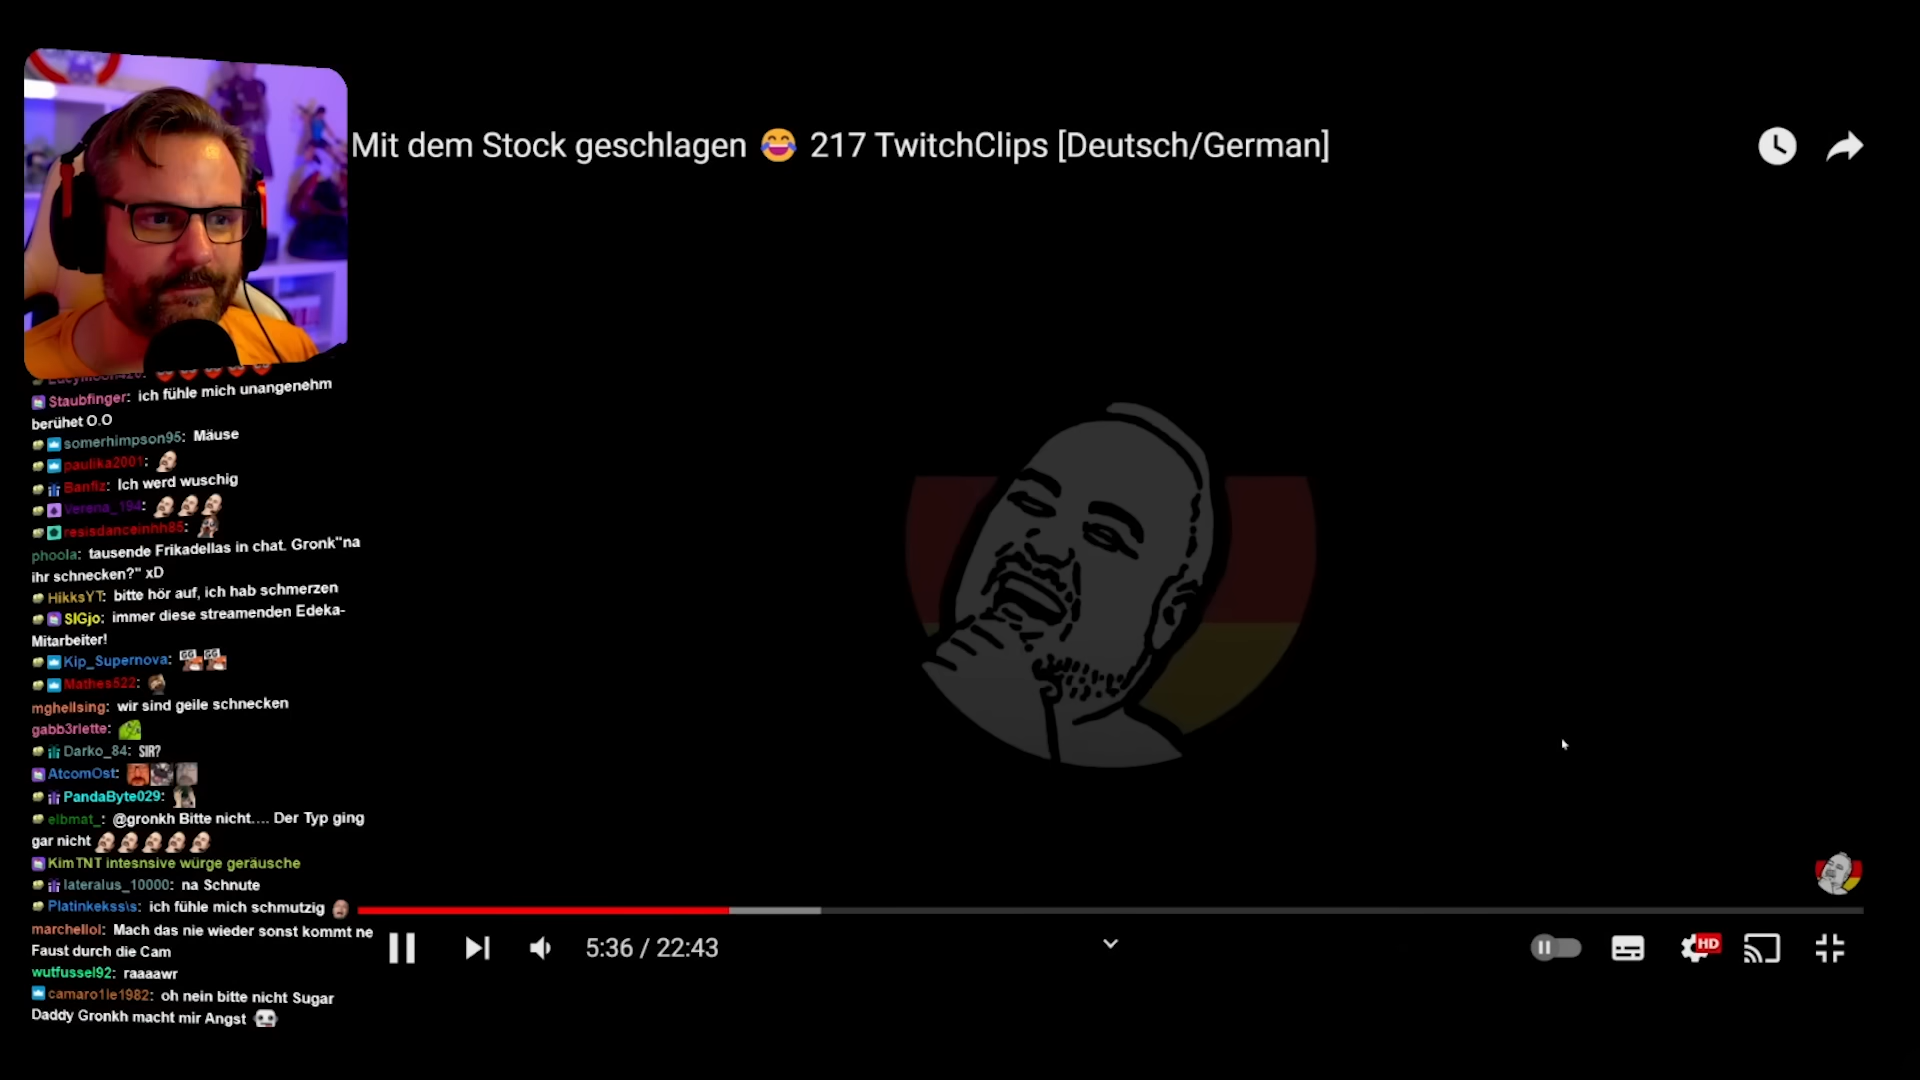 Mit dem Stock geschlagen 😂 217 TwitchClips [Deutsch/German]
Staubfinger: ich fühle mich unangenehm
berühet O.O
somerhimpson95: Mäuse
paulika2001:
Banfiz: Ich werd wuschig
Verena_194:
resisdanceinhh85:
phoola: tausende Frikadellas in chat. Gronk"na
ihr schnecken?" xD
HikksYT: bitte hör auf, ich hab schmerzen
SIGjo: immer diese streamenden Edeka-
Mitarbeiter!
Kip_Supernova: GG GG
Mathes522:
mghellsing: wir sind geile schnecken
gabb3rlette:
Darko_84: SIR?
AtcomOst:
PandaByte029:
elbmat_: @gronkh Bitte nicht.... Der Typ ging
gar nicht
KimTNT intesnsive würge geräusche
lateralus_10000: na Schnute
Platinkekss\s: ich fühle mich schmutzig
marchellol: Mach das nie wieder sonst kommt ne
Faust durch die Cam
wutfussel92: raaaawr
camaro1le1982: oh nein bitte nicht Sugar
Daddy Gronkh macht mir Angst
5:36 / 22:43
HD